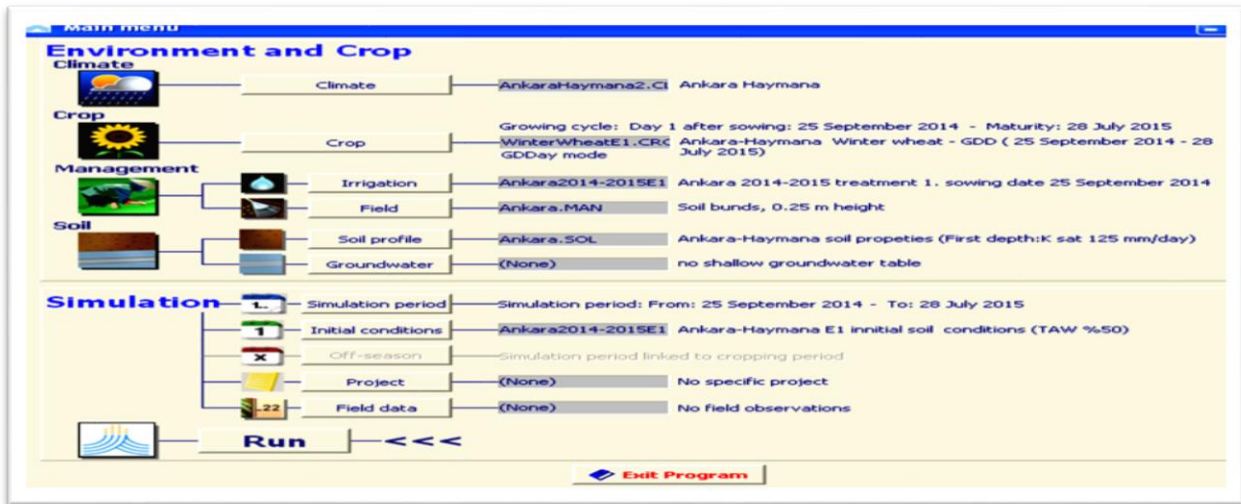 Main menu
Environment and Crop
Climate
Climate AnkaraHaymana2.Cl Ankara Haymana
Crop
Growing cycle: Day 1 after sowing: 25 September 2014 - Maturity: 28 July 2015
Crop WinterWheatE1.CRO Ankara-Haymana Winter wheat - GDD ( 25 September 2014 - 28
GDDay mode July 2015)
Management
Irrigation Ankara2014-2015E1 Ankara 2014-2015 treatment 1. sowing date 25 September 2014
Field Ankara.MAN Soil bunds, 0.25 m height
Soil
Soil profile Ankara.SOL Ankara-Haymana soil propeties (First depth:K sat 125 mm/day)
Groundwater (None) no shallow groundwater table
Simulation
1.. Simulation period Simulation period: From: 25 September 2014 - To: 28 July 2015
1 Initial conditions Ankara2014-2015E1 Ankara-Haymana E1 innitial soil conditions (TAW %50)
x Off-season Simulation period linked to cropping period
Project (None) No specific project
..22 Field data (None) No field observations
Run <<<
Exit Program